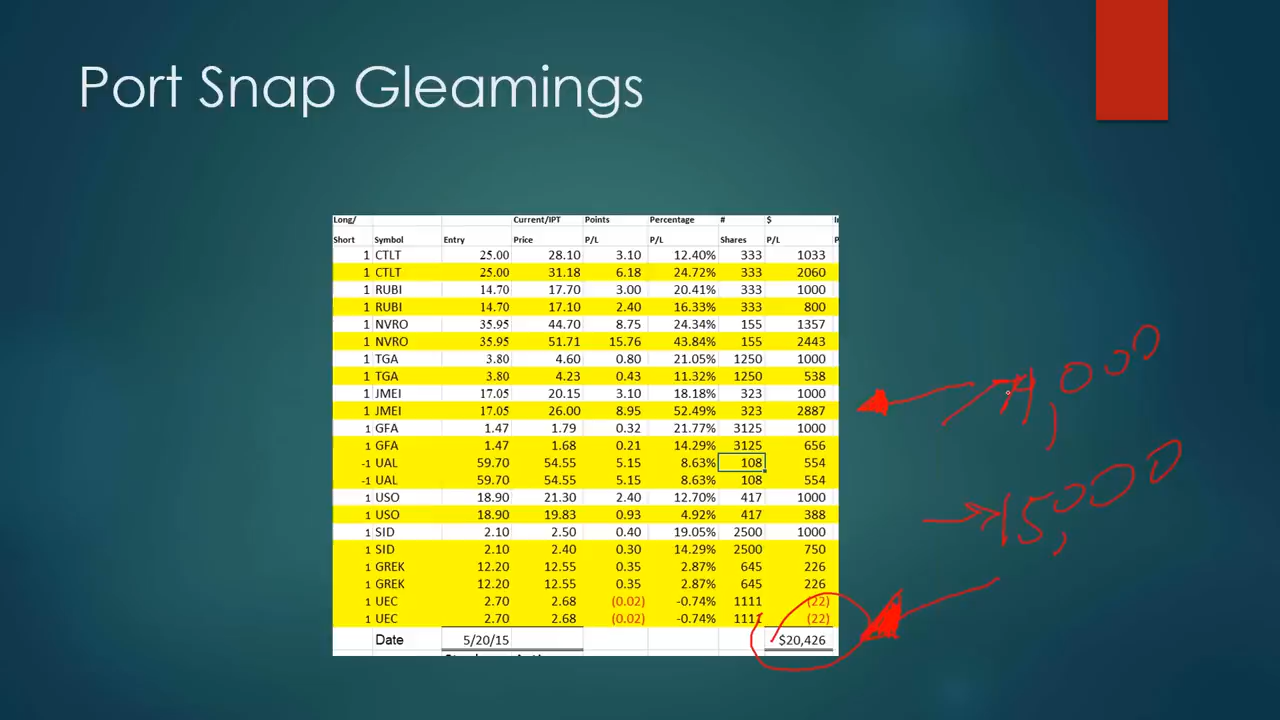 Port Snap Gleamings
Long/ Current/IPT Points Percentage # $
Short Symbol Entry Price P/L P/L Shares P/L
1 CTLT 25.00 28.10 3.10 12.40% 333 1033
1 CTLT 25.00 31.18 6.18 24.72% 333 2060
1 RUBI 14.70 17.70 3.00 20.41% 333 1000
1 RUBI 14.70 17.10 2.40 16.33% 333 800
1 NVRO 35.95 44.70 8.75 24.34% 155 1357
1 NVRO 35.95 51.71 15.76 43.84% 155 2443
1 TGA 3.80 4.60 0.80 21.05% 1250 1000
1 TGA 3.80 4.23 0.43 11.32% 1250 538
1 JMEI 17.05 20.15 3.10 18.18% 323 1000
1 JMEI 17.05 26.00 8.95 52.49% 323 2887
1 GFA 1.47 1.79 0.32 21.77% 3125 1000
1 GFA 1.47 1.68 0.21 14.29% 3125 656
-1 UAL 59.70 54.55 5.15 8.63% 108 554
-1 UAL 59.70 54.55 5.15 8.63% 108 554
1 USO 18.90 21.30 2.40 12.70% 417 1000
1 USO 18.90 19.83 0.93 4.92% 417 388
1 SID 2.10 2.50 0.40 19.05% 2500 1000
1 SID 2.10 2.40 0.30 14.29% 2500 750
1 GREK 12.20 12.55 0.35 2.87% 645 226
1 GREK 12.20 12.55 0.35 2.87% 645 226
1 UEC 2.70 2.68 (0.02) -0.74% 1111 (22)
1 UEC 2.70 2.68 (0.02) -0.74% 1111 (22)
Date 5/20/15 $20,426
15,000